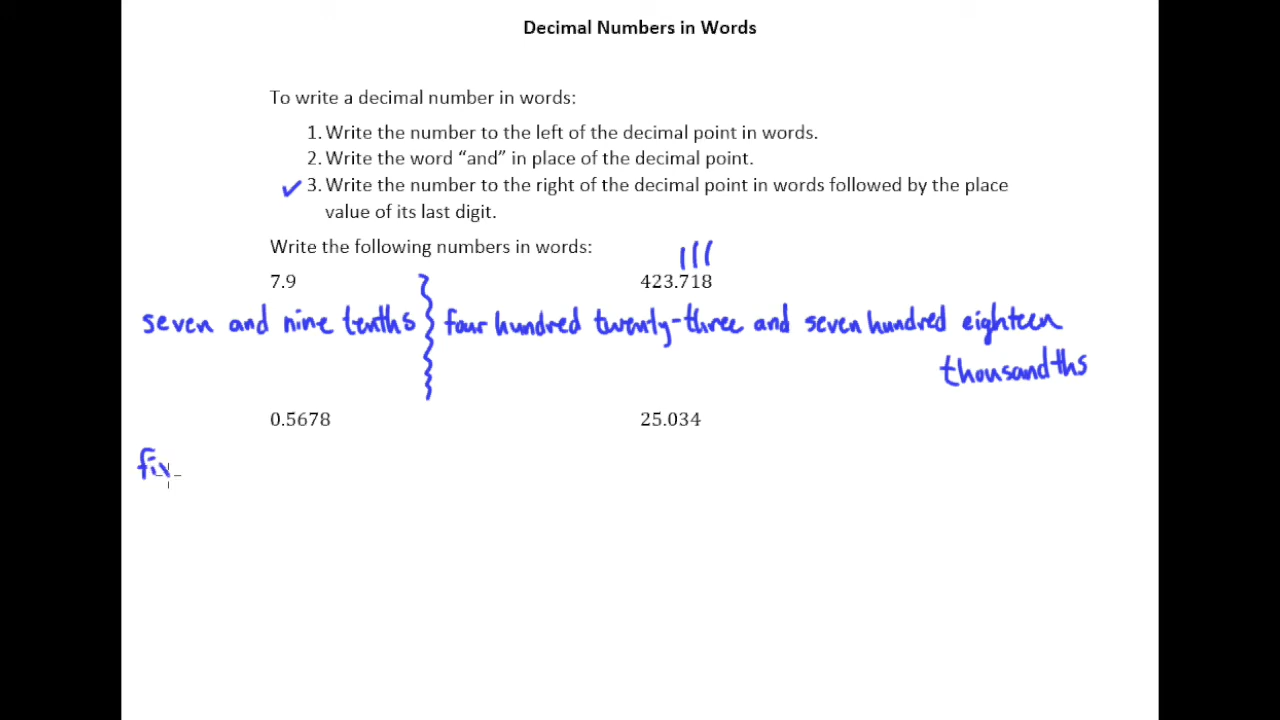 Decimal Numbers in Words
To write a decimal number in words:
1. Write the number to the left of the decimal point in words.
2. Write the word “and” in place of the decimal point.
✓ 3. Write the number to the right of the decimal point in words followed by the place
value of its last digit.
Write the following numbers in words:
7.9
423.718
seven and nine tenths
four hundred twenty-three and seven hundred eighteen
thousandths
0.5678
25.034
fiv